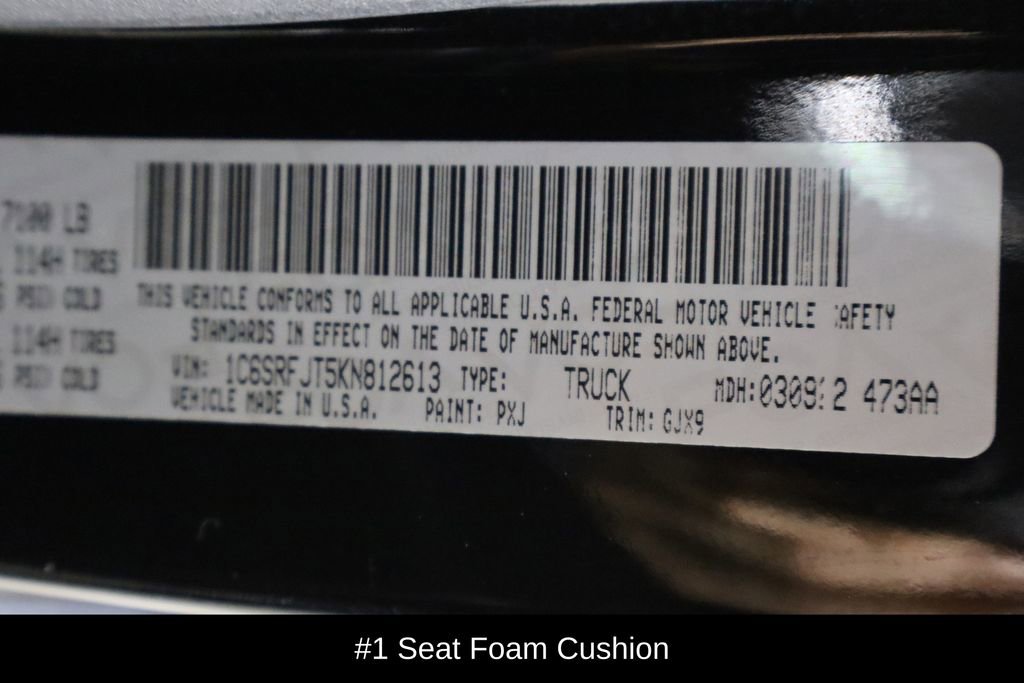 7100 LB
114H TIRES
PSI COLD
114H TIRES
PSI COLD
THIS VEHICLE CONFORMS TO ALL APPLICABLE U.S.A. FEDERAL MOTOR VEHICLE SAFETY
STANDARDS IN EFFECT ON THE DATE OF MANUFACTURE SHOWN ABOVE.
VIN: 1C6SRFJT5KN812613 TYPE: TRUCK MDH: 473AA
VEHICLE MADE IN U.S.A. PAINT: PXJ TRIM: GJX9
#1 Seat Foam Cushion